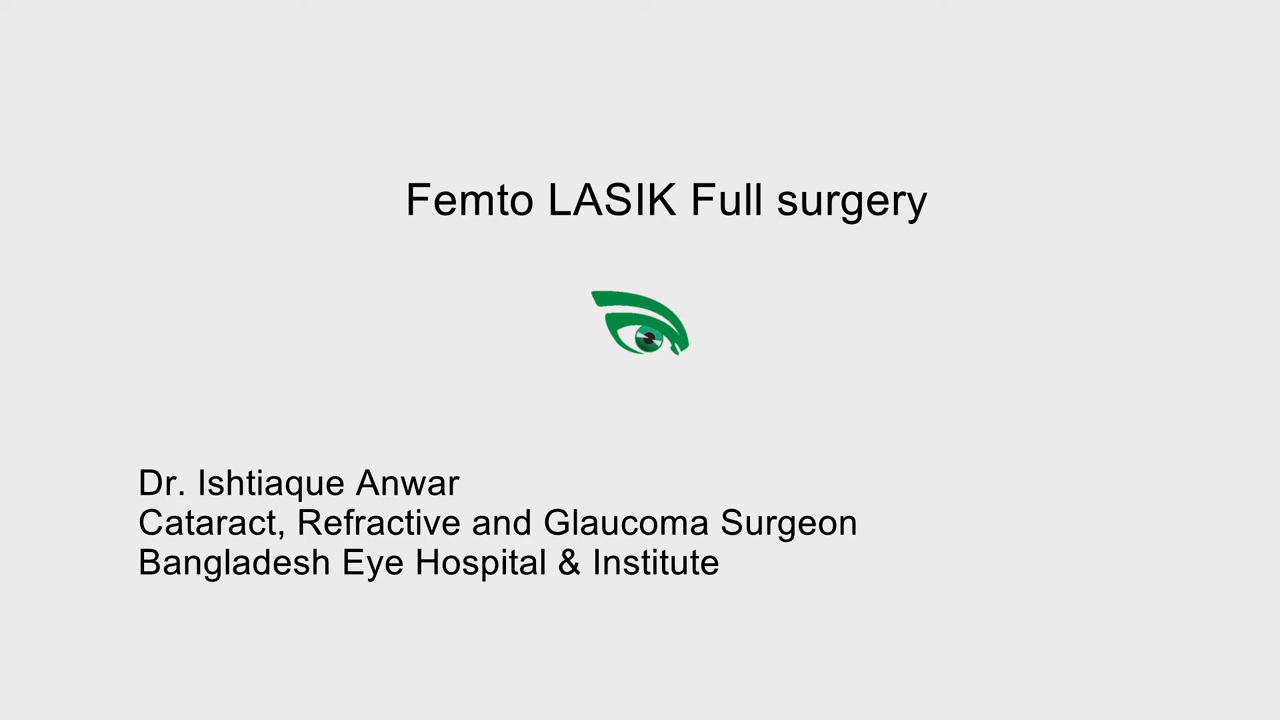 Femto LASIK Full surgery
Dr. Ishtiaque Anwar
Cataract, Refractive and Glaucoma Surgeon
Bangladesh Eye Hospital & Institute